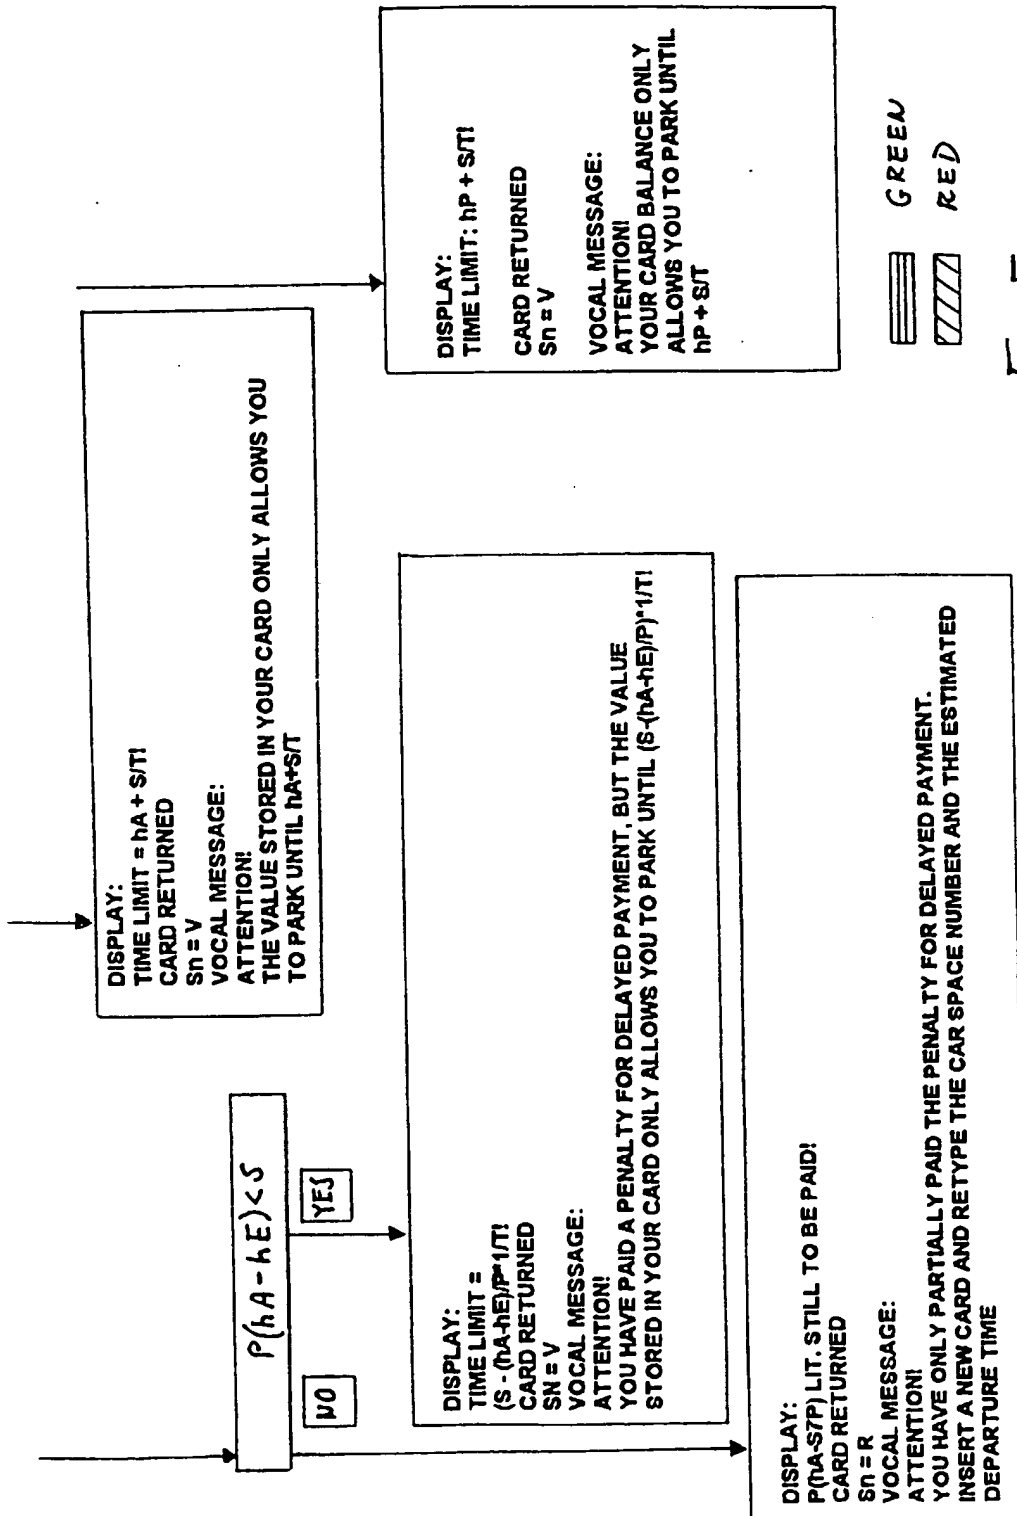 P(hA-hE)<S
NO
YES
DISPLAY:
TIME LIMIT = hA + S/T!
CARD RETURNED
Sn = V
VOCAL MESSAGE:
ATTENTION!
THE VALUE STORED IN YOUR CARD ONLY ALLOWS YOU
TO PARK UNTIL hA+S/T
DISPLAY:
TIME LIMIT: hP + S/T!
CARD RETURNED
Sn = V
VOCAL MESSAGE:
ATTENTION!
YOUR CARD BALANCE ONLY
ALLOWS YOU TO PARK UNTIL
hP + S/T
DISPLAY:
TIME LIMIT =
(S - (hA-hE)/P*1/T!
CARD RETURNED
SN = V
VOCAL MESSAGE:
ATTENTION!
YOU HAVE PAID A PENALTY FOR DELAYED PAYMENT, BUT THE VALUE
STORED IN YOUR CARD ONLY ALLOWS YOU TO PARK UNTIL (S-(hA-hE)/P)*1/T!
DISPLAY:
P(hA-S7P) LIT. STILL TO BE PAID!
CARD RETURNED
Sn = R
VOCAL MESSAGE:
ATTENTION!
YOU HAVE ONLY PARTIALLY PAID THE PENALTY FOR DELAYED PAYMENT.
INSERT A NEW CARD AND RETYPE THE CAR SPACE NUMBER AND THE ESTIMATED
DEPARTURE TIME
GREEN
RED